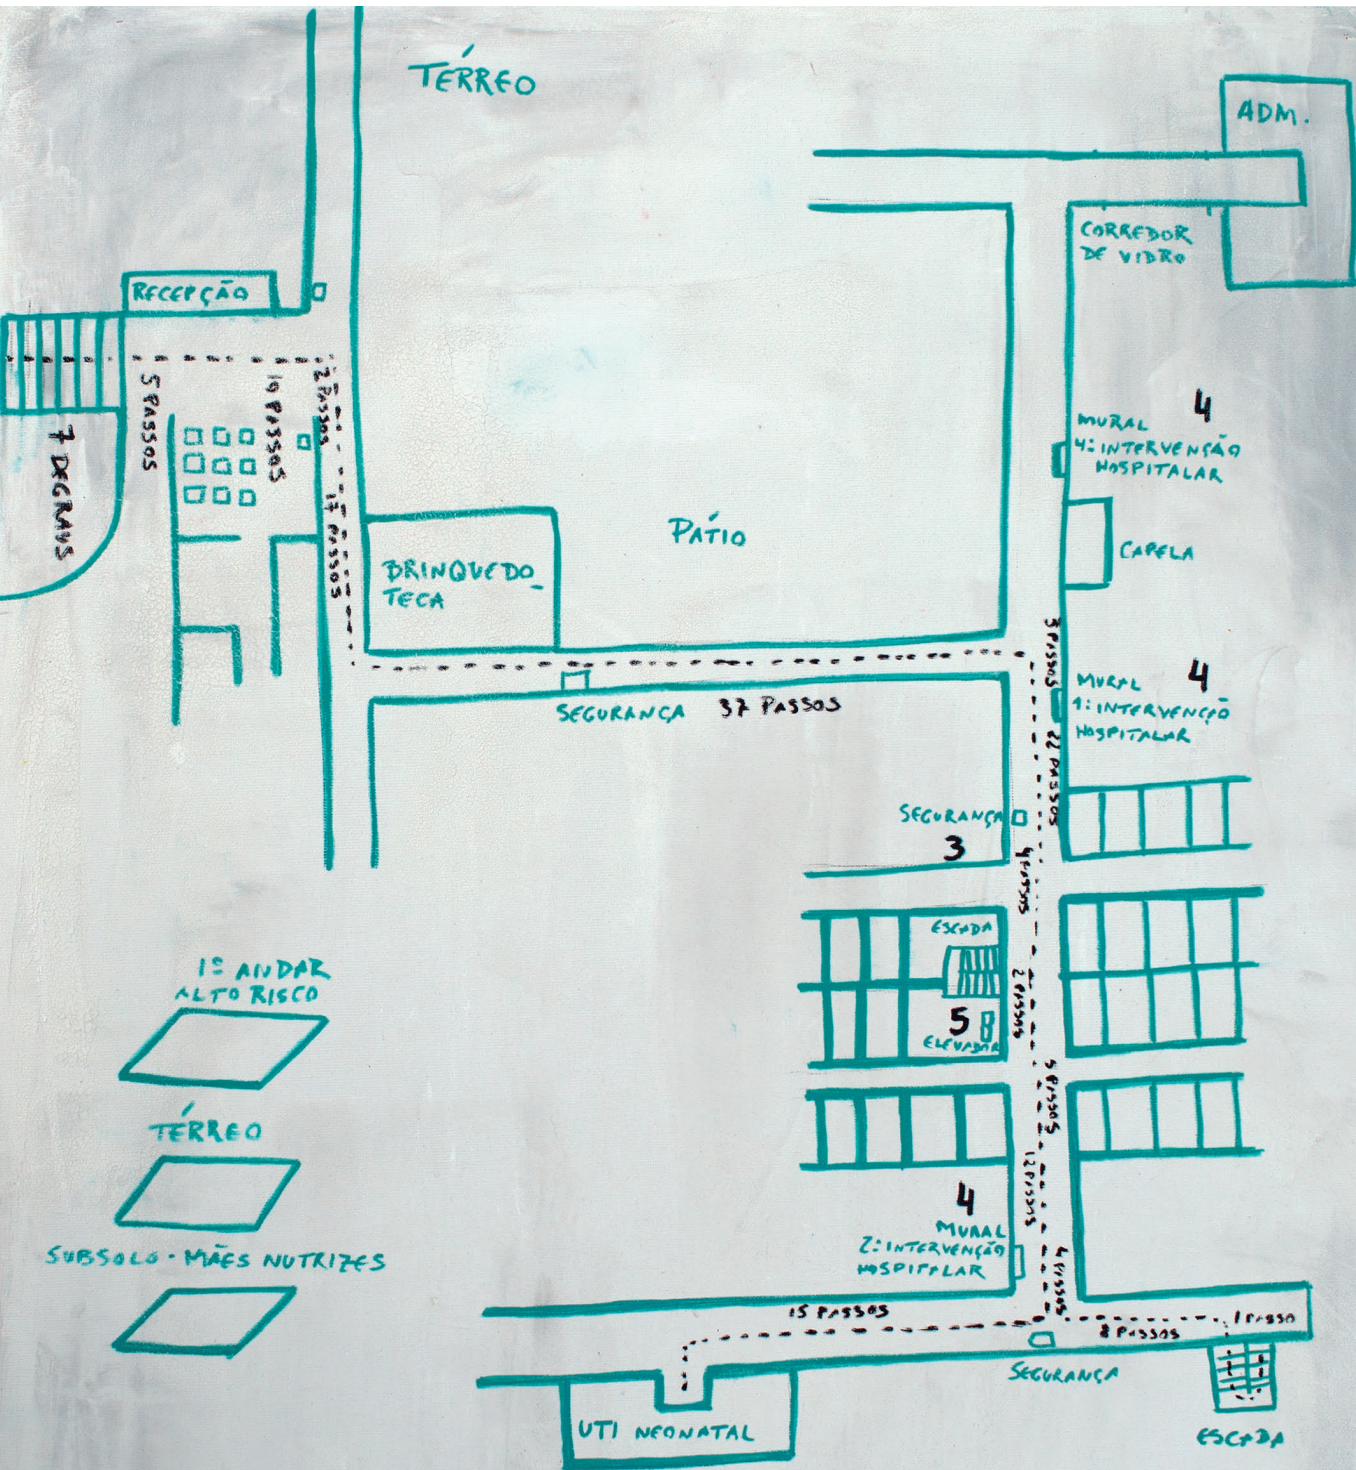 TÉRREO
ADM.
CORREDOR
DE VIDRO
RECEPÇÃO
5 PASSOS
10 PASSOS
2 PASSOS
7 DEGRAUS
17 PASSOS
4
MURAL
4: INTERVENSÃO
HOSPITALAR
PÁTIO
CAPELA
BRINQUEDO_
TECA
3 PASSOS
4
MURAL
1: INTERVENÇÃO
HOSPITALAR
SEGURANÇA
37 PASSOS
22 PASSOS
SEGURANÇA
3
4 PASSOS
ESCADA
2 PASSOS
5
ELEVADOR
1º ANDAR
ALTO RISCO
5 PASSOS
TÉRREO
12 PASSOS
4
MURAL
2: INTERVENÇÃO
HOSPITALAR
SUBSOLO - MÃES NUTRIZES
4 PASSOS
15 PASSOS
8 PASSOS
1 PASSO
SEGURANÇA
UTI NEONATAL
ESCADA